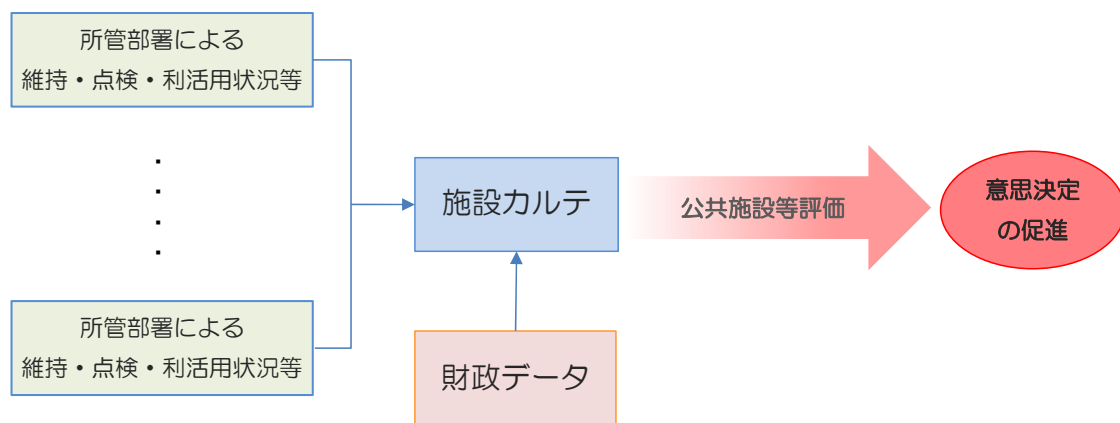 所管部署による
維持・点検・利活用状況等
・
・
・
・
所管部署による
維持・点検・利活用状況等
施設カルテ
財政データ
公共施設等評価
意思決定
の促進